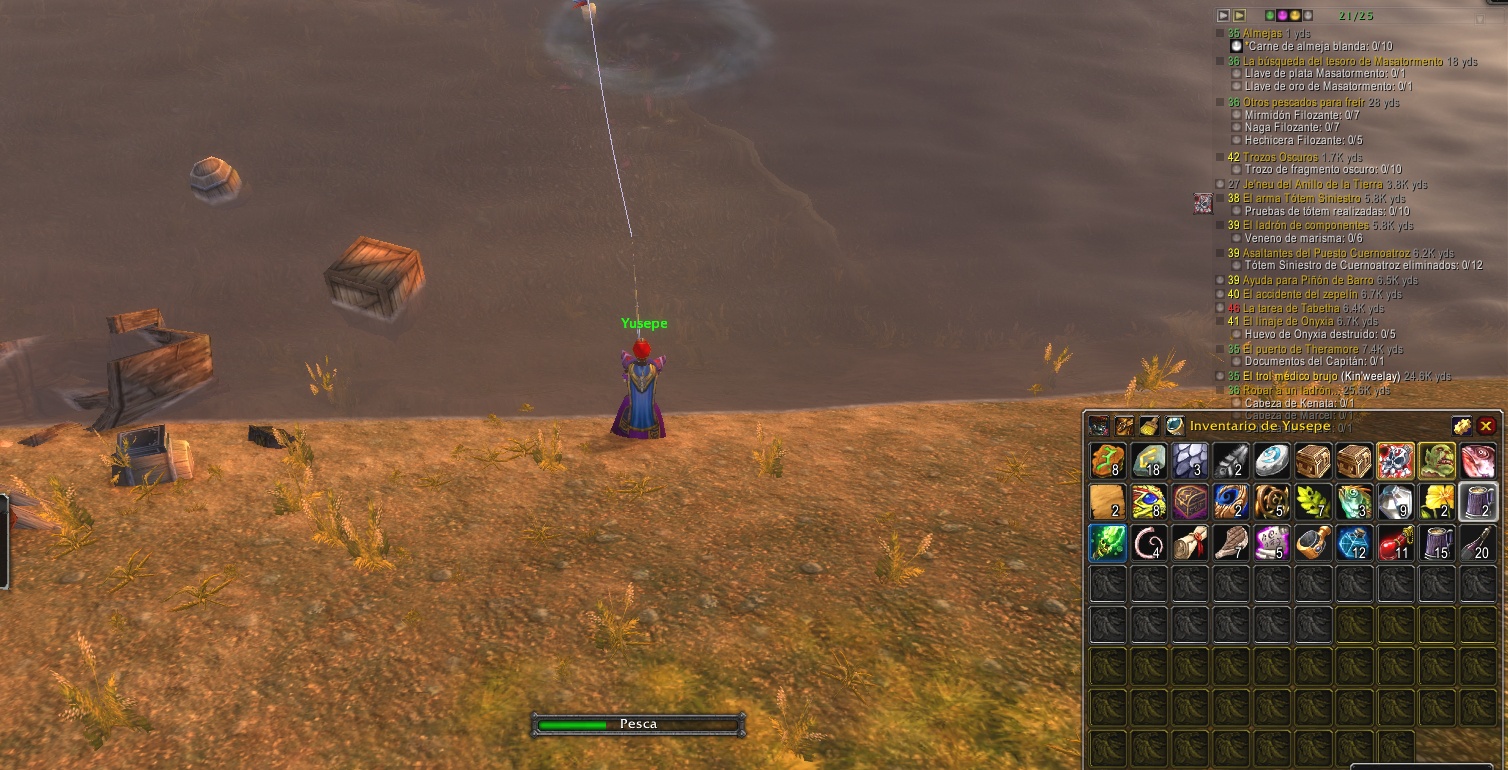 21/25
35 Almejas 1 yds
*Carne de almeja blanda: 0/10
36 La búsqueda del tesoro de Masatormento 18 yds
Llave de plata Masatormento: 0/1
Llave de oro de Masatormento: 0/1
36 Otros pescados para freír 28 yds
Mirmidón Filozante: 0/7
Naga Filozante: 0/7
Hechicera Filozante: 0/5
42 Trozos Oscuros 1.7K yds
Trozo de fragmento oscuro: 0/10
27 Je'neu del Anillo de la Tierra 3.8K yds
38 El arma Tótem Siniestro 5.8K yds
Pruebas de tótem realizadas: 0/10
39 El ladrón de componentes 5.8K yds
Veneno de marisma: 0/6
39 Asaltantes del Puesto Cuernoatroz 6.2K yds
Tótem Siniestro de Cuernoatroz eliminados: 0/12
39 Ayuda para Piñón de Barro 6.5K yds
40 El accidente del zepelín 6.7K yds
La tarea de Tabetha 6.4K yds
41 El linaje de Onyxia 6.7K yds
Huevo de Onyxia destruido: 0/5
35 El puerto de Theramore 7.4K yds
Documentos del Capitán: 0/1
35 El trol médico brujo (Kin'weelay) 24.6K yds
36 Robar a un ladrón... 25.6K yds
Cabeza de Kenata: 0/1
Cabeza de Marcel: 0/1
Yusepe
Inventario de Yusepe
8 18 3 2
2 8 2 5 7 3 9 2 2
4 7 5 12 11 15 20
Pesca